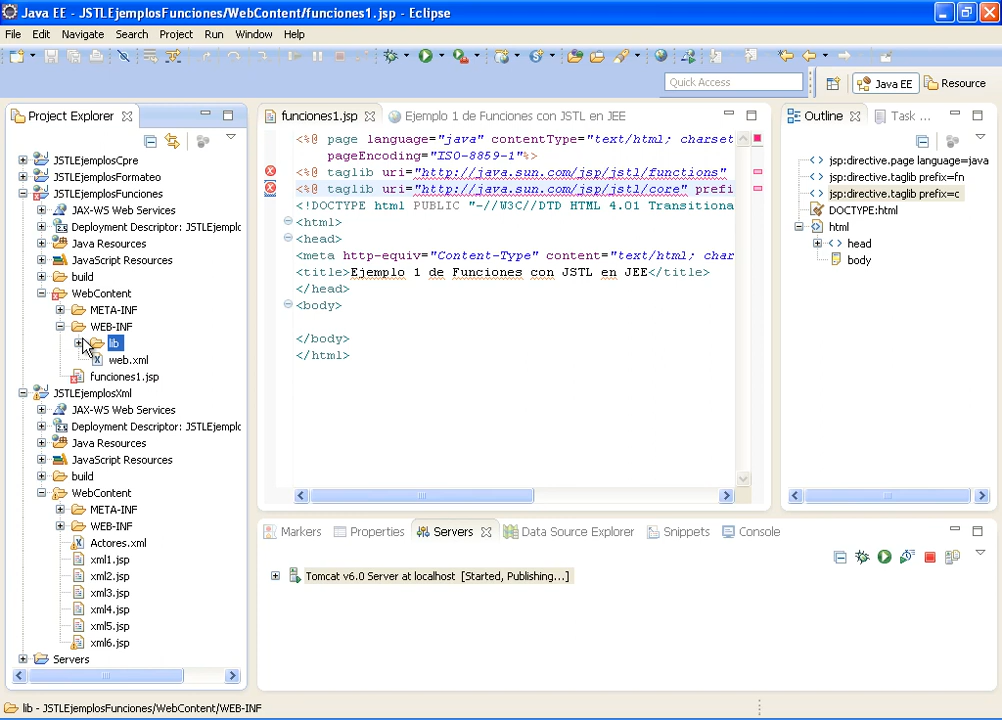 Java EE - JSTLEjemplosFunciones/WebContent/funciones1.jsp - Eclipse
File Edit Navigate Search Project Run Window Help
Quick Access
Java EE
Resource
Project Explorer
JSTLEjemplosCpre
JSTLEjemplosFormateo
JSTLEjemplosFunciones
JAX-WS Web Services
Deployment Descriptor: JSTLEjemplo
Java Resources
JavaScript Resources
build
WebContent
META-INF
WEB-INF
lib
web.xml
funciones1.jsp
JSTLEjemplosXml
JAX-WS Web Services
Deployment Descriptor: JSTLEjemplo
Java Resources
JavaScript Resources
build
WebContent
META-INF
WEB-INF
Actores.xml
xml1.jsp
xml2.jsp
xml3.jsp
xml4.jsp
xml5.jsp
xml6.jsp
Servers
funciones1.jsp
Ejemplo 1 de Funciones con JSTL en JEE
<%@ page language="java" contentType="text/html; charset
pageEncoding="ISO-8859-1"%>
<%@ taglib uri="http://java.sun.com/jsp/jstl/functions"
<%@ taglib uri="http://java.sun.com/jsp/jstl/core" prefi
<!DOCTYPE html PUBLIC "-//W3C//DTD HTML 4.01 Transitiona
<html>
<head>
<meta http-equiv="Content-Type" content="text/html; char
<title>Ejemplo 1 de Funciones con JSTL en JEE</title>
</head>
<body>
</body>
</html>
Outline
Task ...
jsp:directive.page language=java
jsp:directive.taglib prefix=fn
jsp:directive.taglib prefix=c
DOCTYPE:html
html
head
body
Markers
Properties
Servers
Data Source Explorer
Snippets
Console
Tomcat v6.0 Server at localhost [Started, Publishing...]
lib - JSTLEjemplosFunciones/WebContent/WEB-INF